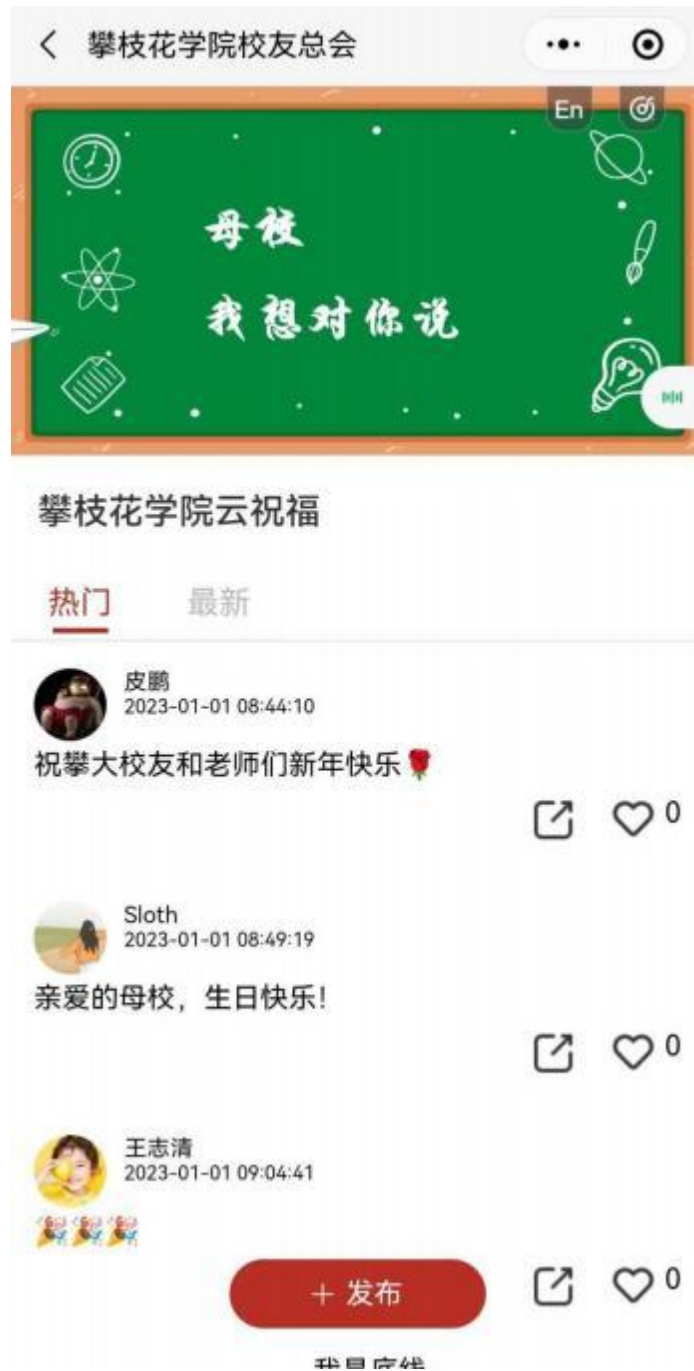 攀枝花学院校友总会
En
母校
我想对你说
攀枝花学院云祝福
热门 最新
皮鹏
2023-01-01 08:44:10
祝攀大校友和老师们新年快乐🌹
0
Sloth
2023-01-01 08:49:19
亲爱的母校，生日快乐！
0
王志清
2023-01-01 09:04:41
🎉🎉🎉
+ 发布
0
我是底线